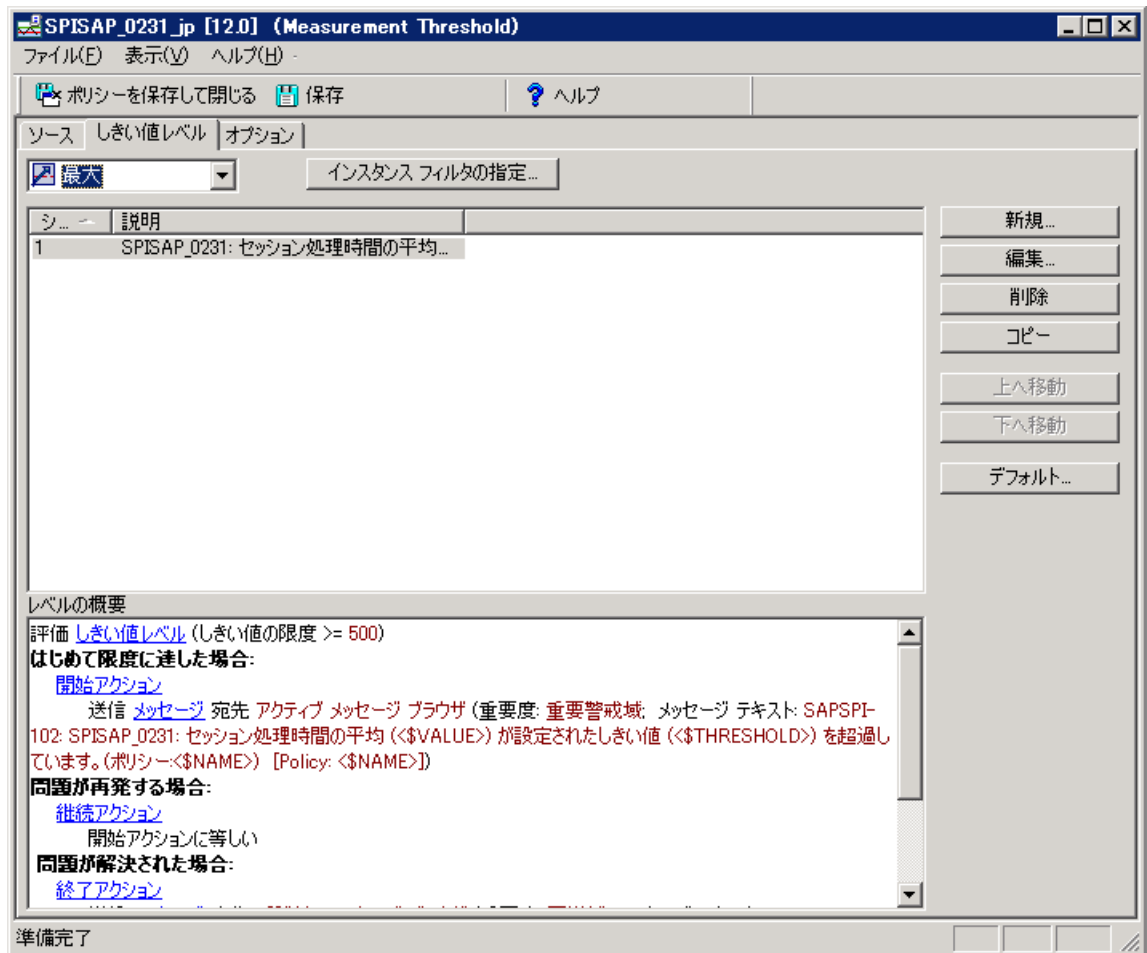 SPISAP_0231_jp [12.0] (Measurement Threshold)
ファイル(F) 表示(V) ヘルプ(H)
ポリシーを保存して閉じる 保存 ヘルプ
ソース しきい値レベル オプション
最大 インスタンス フィルタの指定...
シ... 説明
1 SPISAP_0231: セッション処理時間の平均...
新規...
編集...
削除
コピー
上へ移動
下へ移動
デフォルト...
レベルの概要
評価 しきい値レベル (しきい値の限度 >= 500)
はじめて限度に達した場合:
開始アクション
送信 メッセージ 宛先 アクティブ メッセージ ブラウザ (重要度: 重要警戒域; メッセージ テキスト: SAPSPI-
102: SPISAP_0231: セッション処理時間の平均 (<$VALUE>) が設定されたしきい値 (<$THRESHOLD>) を超過し
ています。(ポリシー:<$NAME>) [Policy: <$NAME>])
問題が再発する場合:
継続アクション
開始アクションに等しい
問題が解決された場合:
終了アクション
準備完了